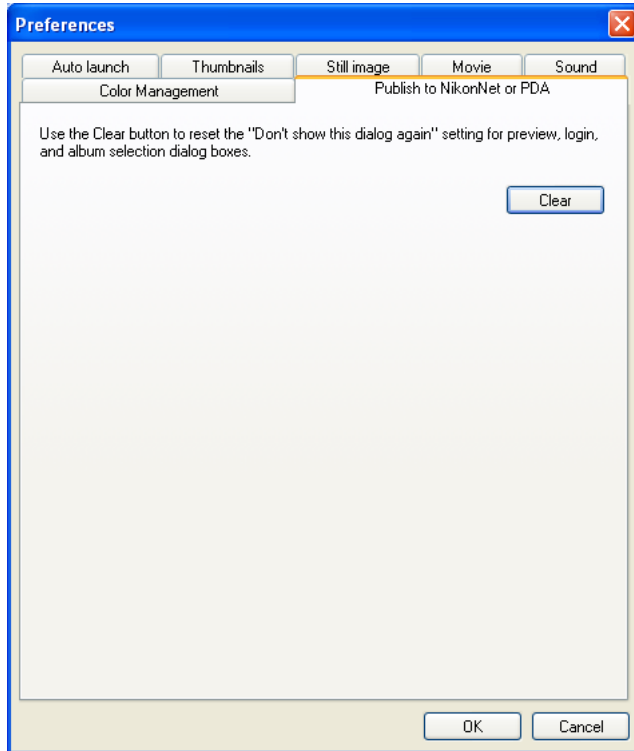 Preferences
Auto launch
Thumbnails
Still image
Movie
Sound
Color Management
Publish to NikonNet or PDA
Use the Clear button to reset the "Don't show this dialog again" setting for preview, login,
and album selection dialog boxes.
Clear
OK
Cancel